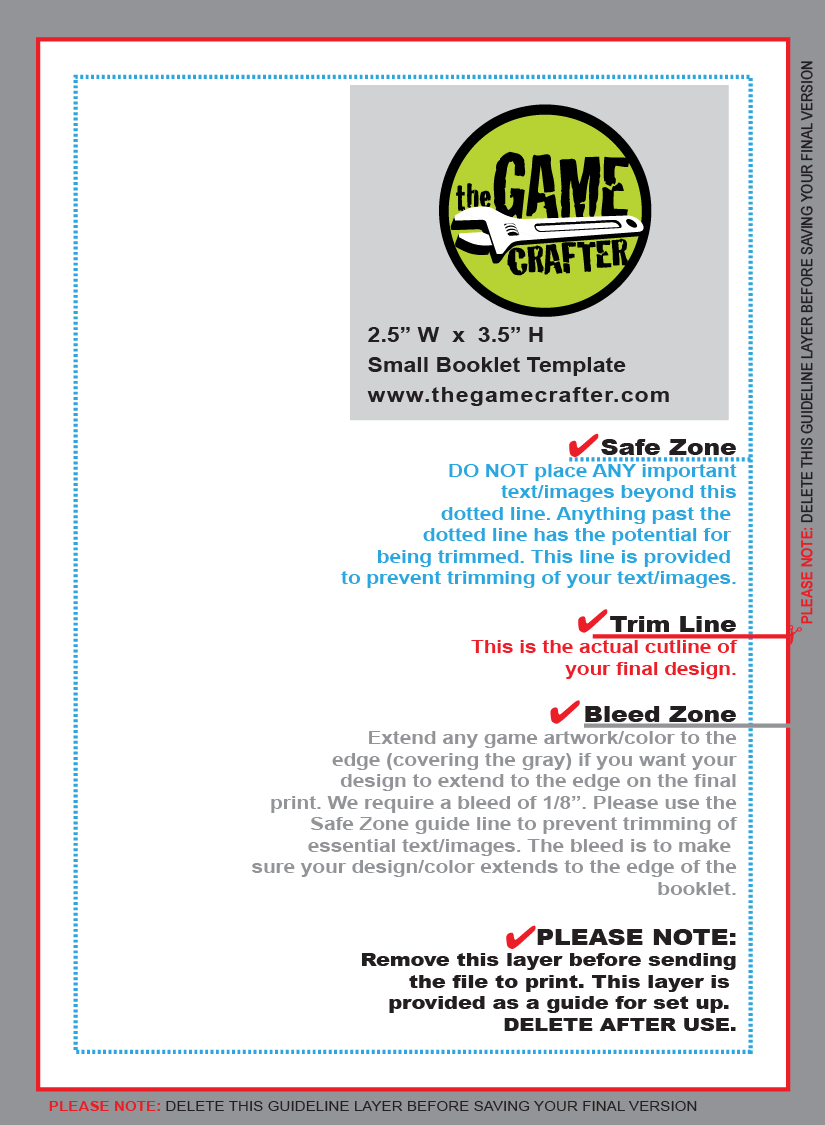 the GAME
CRAFTER
2.5” W x 3.5” H
Small Booklet Template
www.thegamecrafter.com
Safe Zone
DO NOT place ANY important
text/images beyond this
dotted line. Anything past the
dotted line has the potential for
being trimmed. This line is provided
to prevent trimming of your text/images.
Trim Line
This is the actual cutline of
your final design.
Bleed Zone
Extend any game artwork/color to the
edge (covering the gray) if you want your
design to extend to the edge on the final
print. We require a bleed of 1/8”. Please use the
Safe Zone guide line to prevent trimming of
essential text/images. The bleed is to make
sure your design/color extends to the edge of the
booklet.
PLEASE NOTE:
Remove this layer before sending
the file to print. This layer is
provided as a guide for set up.
DELETE AFTER USE.
PLEASE NOTE: DELETE THIS GUIDELINE LAYER BEFORE SAVING YOUR FINAL VERSION
PLEASE NOTE: DELETE THIS GUIDELINE LAYER BEFORE SAVING YOUR FINAL VERSION